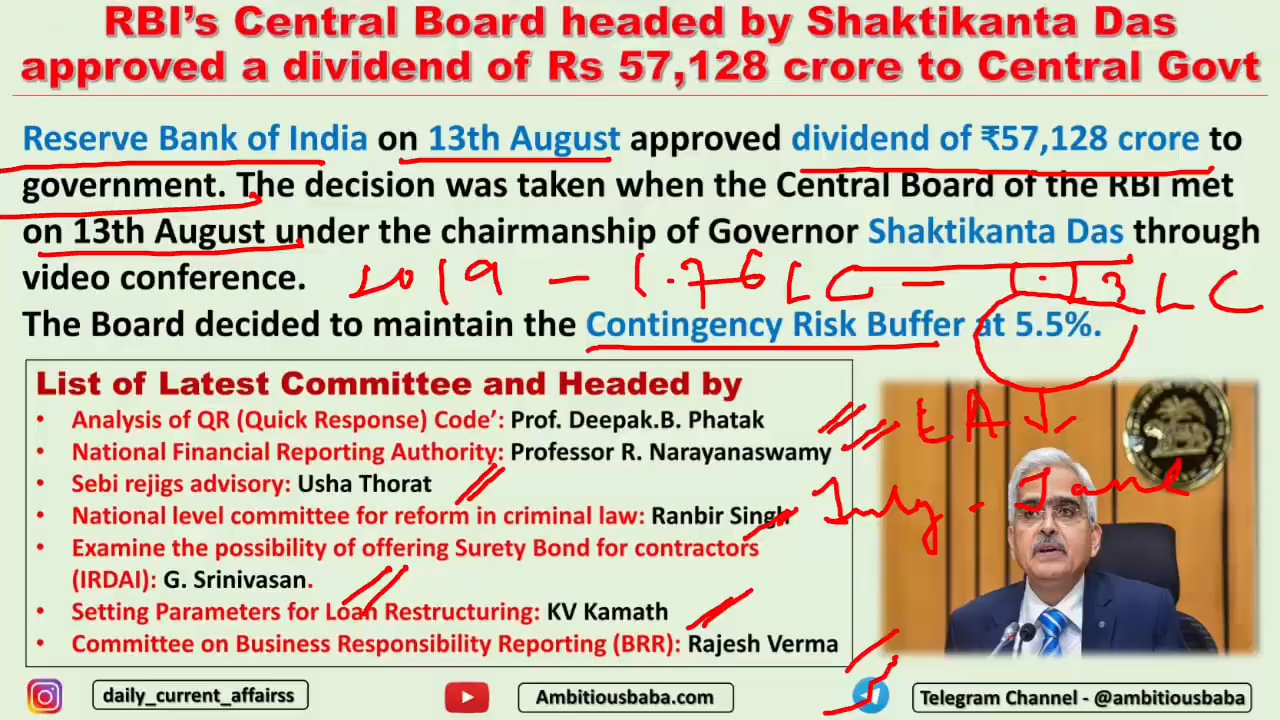 RBI's Central Board headed by Shaktikanta Das
approved a dividend of Rs 57,128 crore to Central Govt
Reserve Bank of India on 13th August approved dividend of ₹57,128 crore to
government. The decision was taken when the Central Board of the RBI met
on 13th August under the chairmanship of Governor Shaktikanta Das through
video conference.
2019 – 1.76 LC – 1.23 LC
The Board decided to maintain the Contingency Risk Buffer at 5.5%.
List of Latest Committee and Headed by
• Analysis of QR (Quick Response) Code': Prof. Deepak.B. Phatak
• National Financial Reporting Authority: Professor R. Narayanaswamy
• Sebi rejigs advisory: Usha Thorat
• National level committee for reform in criminal law: Ranbir Singh
• Examine the possibility of offering Surety Bond for contractors
(IRDAI): G. Srinivasan.
• Setting Parameters for Loan Restructuring: KV Kamath
• Committee on Business Responsibility Reporting (BRR): Rajesh Verma
July - June
daily_current_affairss
Ambitiousbaba.com
Telegram Channel - @ambitiousbaba